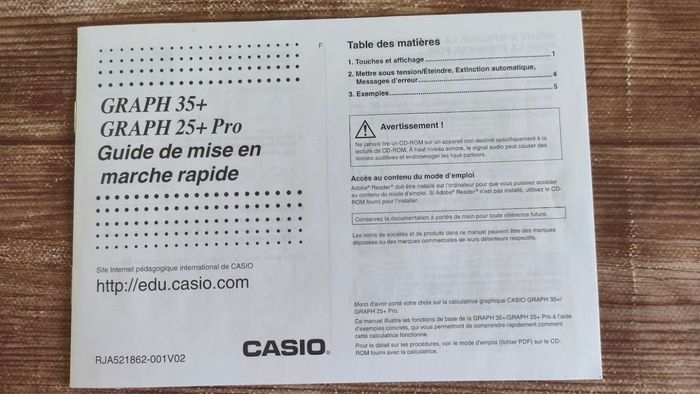 GRAPH 35+
GRAPH 25+ Pro
Guide de mise en
marche rapide
Site Internet pédagogique international de CASIO
http://edu.casio.com
RJA521862-001V02
CASIO®
F
Table des matières
1. Touches et affichage 1
2. Mettre sous tension/Éteindre, Extinction automatique,
Messages d'erreur 4
3. Exemples 5
Avertissement !
Ne jamais lire un CD-ROM sur un appareil non destiné spécifiquement à la
lecture de CD-ROM. À haut niveau sonore, le signal audio peut causer des
lésions auditives et endommager les haut-parleurs.
Accès au contenu du mode d'emploi
Adobe® Reader® doit être installé sur l'ordinateur pour que vous puissiez accéder
au contenu du mode d'emploi. Si Adobe® Reader® n'est pas installé, utilisez le CD-
ROM fourni pour l'installer.
Conservez la documentation à portée de main pour toute référence future.
Les noms de sociétés et de produits dans ce manuel peuvent être des marques
déposées ou des marques commerciales de leurs détenteurs respectifs.
Merci d'avoir porté votre choix sur la calculatrice graphique CASIO GRAPH 35+/
GRAPH 25+ Pro.
Ce manuel illustre les fonctions de base de la GRAPH 35+/GRAPH 25+ Pro à l'aide
d'exemples concrets, qui vous permettront de comprendre rapidement comment
cette calculatrice fonctionne.
Pour le détail sur les procédures, voir le mode d'emploi (fichier PDF) sur le CD-
ROM fourni avec la calculatrice.